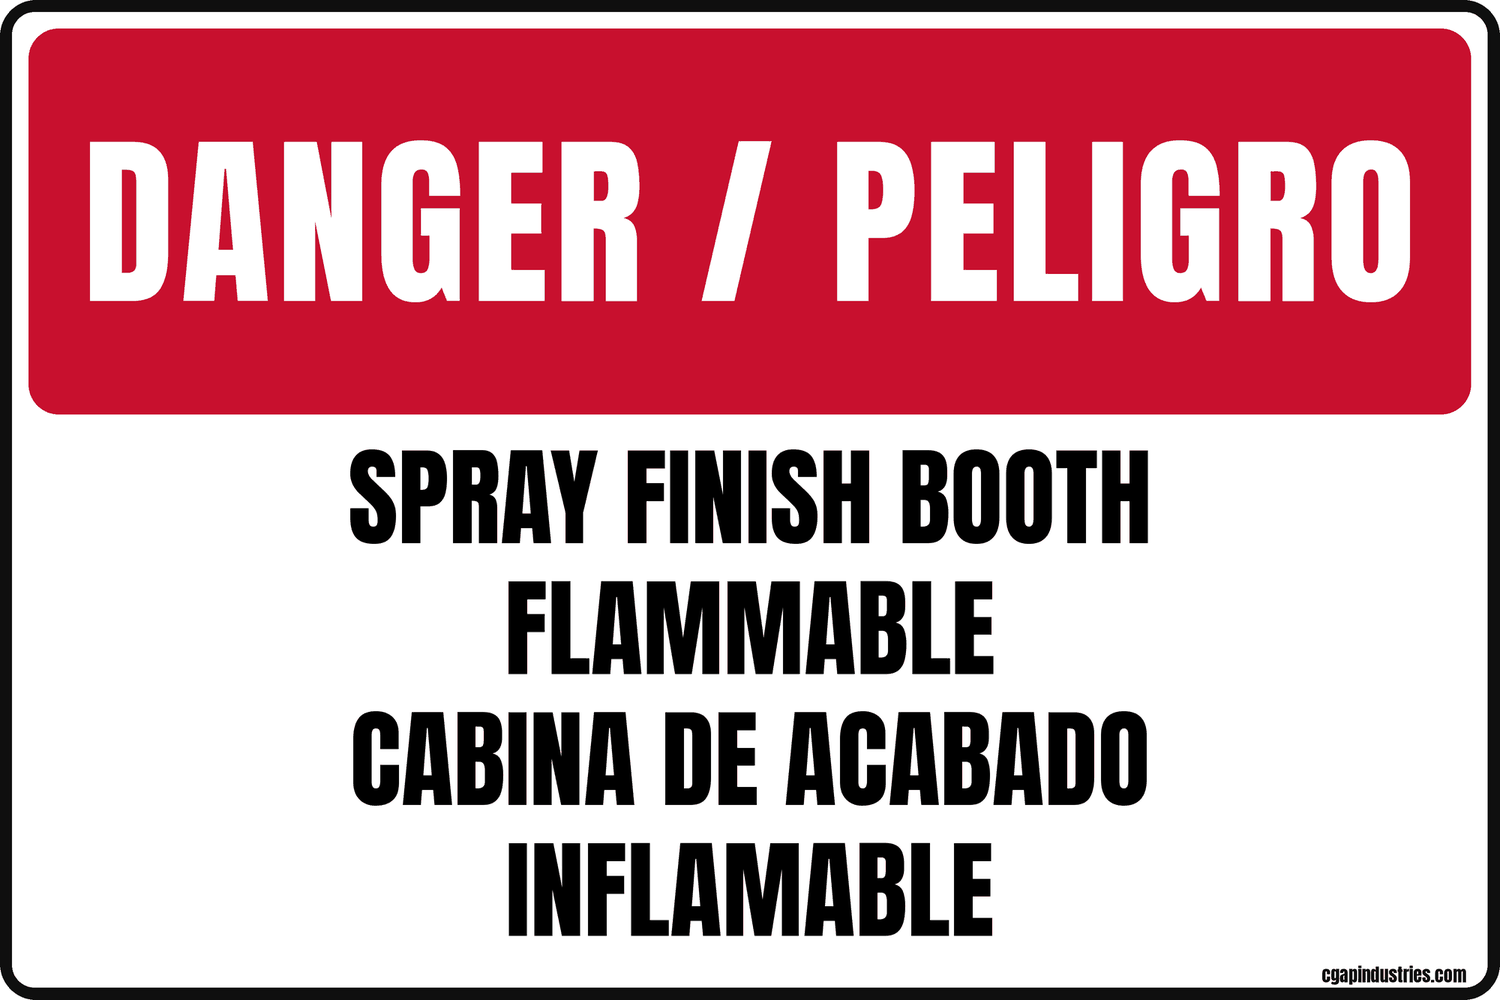 DANGER / PELIGRO
SPRAY FINISH BOOTH
FLAMMABLE
CABINA DE ACABADO
INFLAMABLE
cgapindustries.com